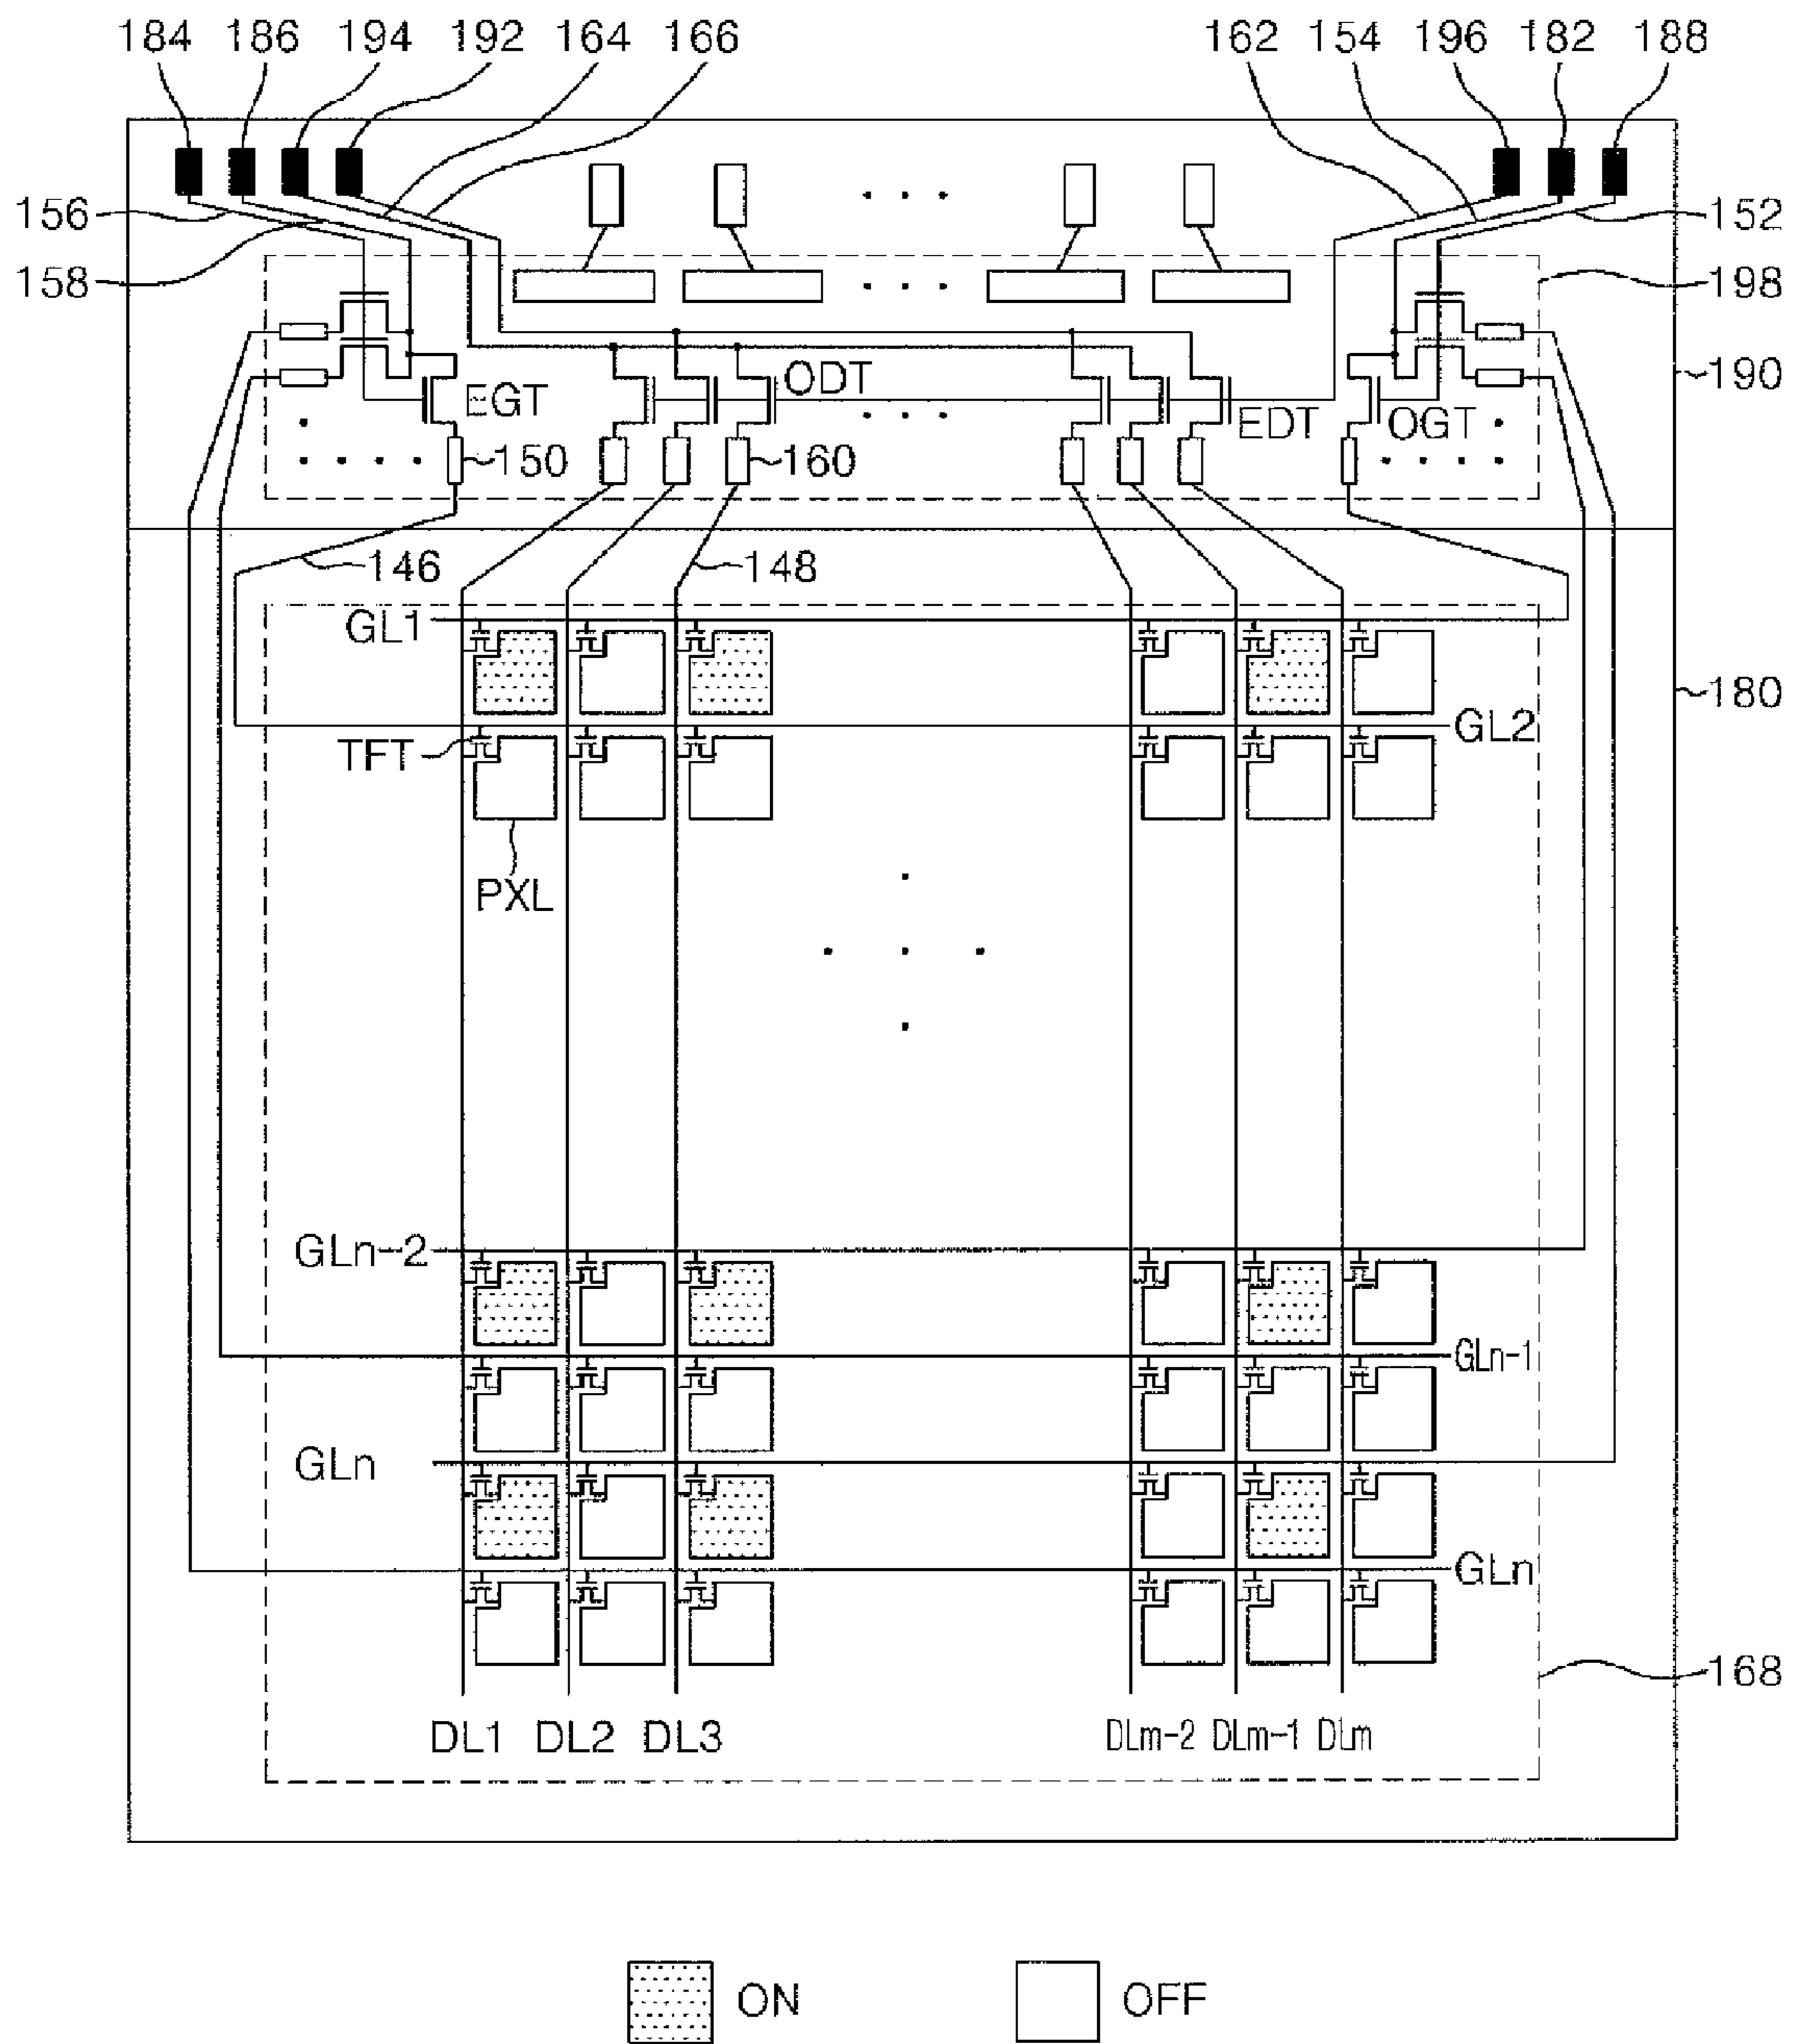 184 186 194 192 164 166 162 154 196 182 188
156 152
158 198
190
ODT
EGT EDT OGT
150 160
146 148
GL1
180
GL2
TFT
PXL
GLn-2
GLn-1
GLn
GLn
168
DL1 DL2 DL3 DLm-2 DLm-1 DLm
ON OFF